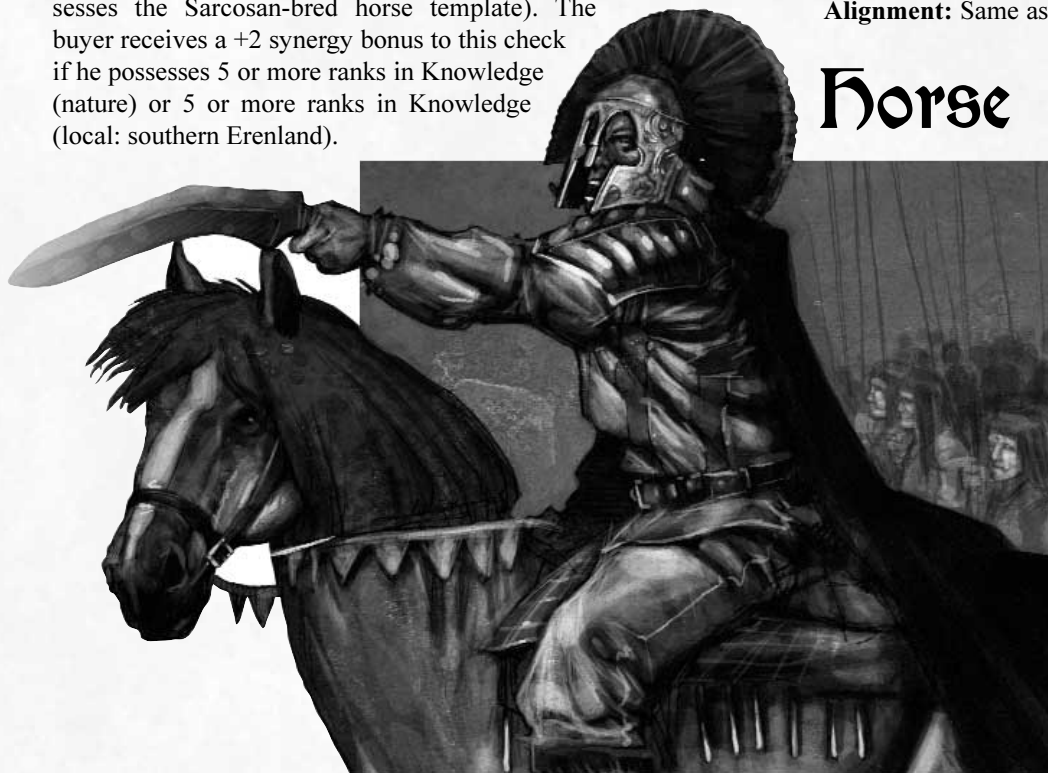 sesses the Sarcosan-bred horse template). The
buyer receives a +2 synergy bonus to this check
if he possesses 5 or more ranks in Knowledge
(nature) or 5 or more ranks in Knowledge
(local: southern Erenland).
Alignment: Same as
Horse